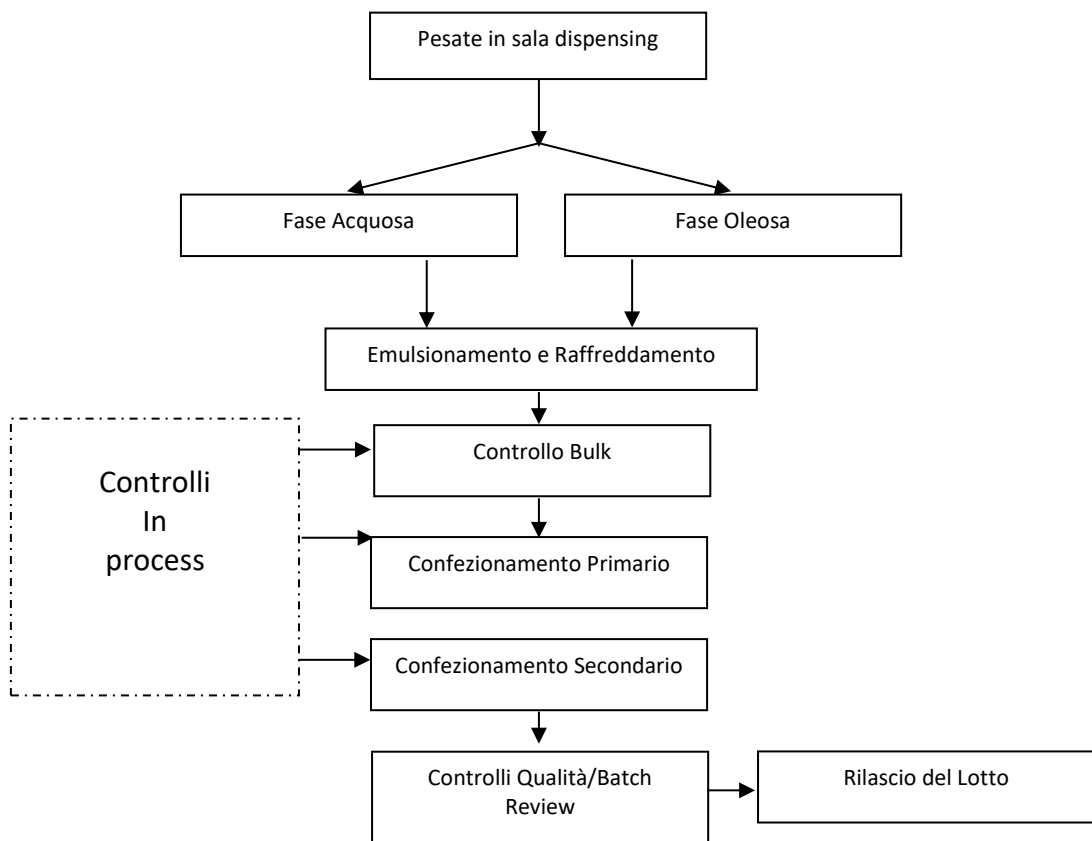 Pesate in sala dispensing
Fase Acquosa
Fase Oleosa
Emulsionamento e Raffreddamento
Controlli
In
process
Controllo Bulk
Confezionamento Primario
Confezionamento Secondario
Controlli Qualità/Batch
Review
Rilascio del Lotto